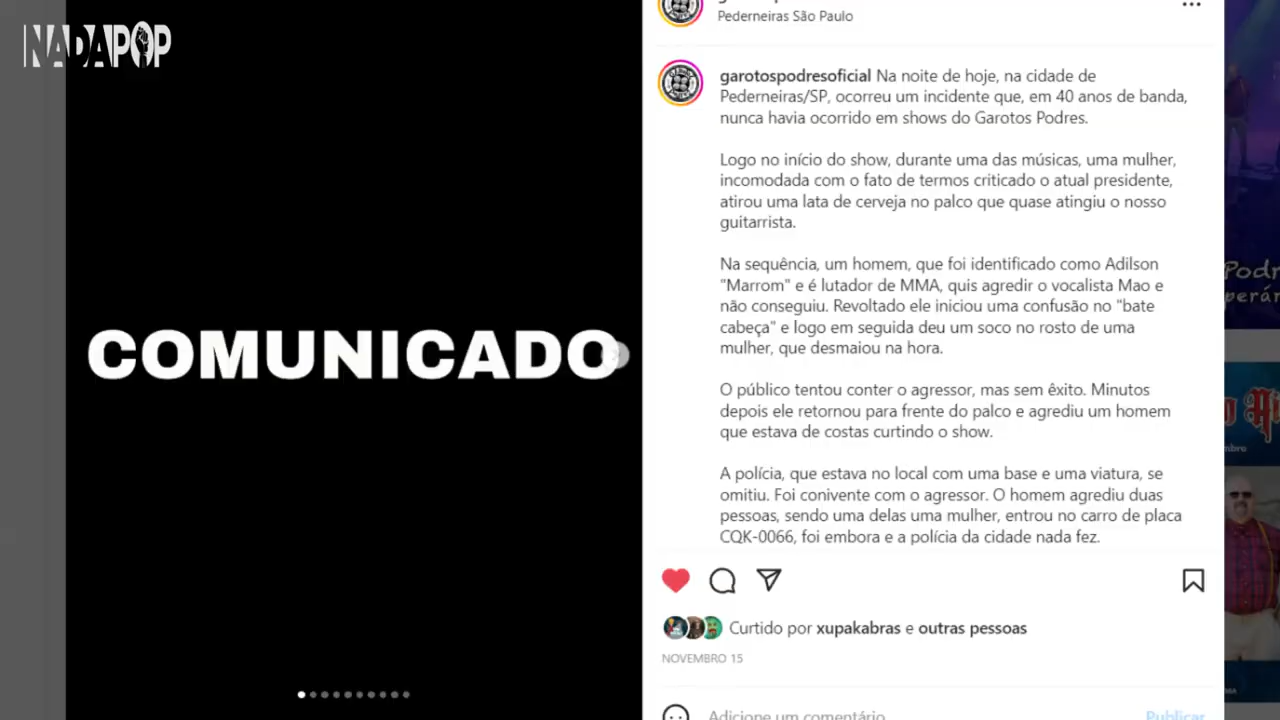 NADAPOP
Pederneiras São Paulo
garotospodresoficial Na noite de hoje, na cidade de
Pederneiras/SP, ocorreu um incidente que, em 40 anos de banda,
nunca havia ocorrido em shows do Garotos Podres.
Logo no início do show, durante uma das músicas, uma mulher,
incomodada com o fato de termos criticado o atual presidente,
atirou uma lata de cerveja no palco que quase atingiu o nosso
guitarrista.
Na sequência, um homem, que foi identificado como Adilson
"Marrom" e é lutador de MMA, quis agredir o vocalista Mao e
não conseguiu. Revoltado ele iniciou uma confusão no "bate
cabeça" e logo em seguida deu um soco no rosto de uma
mulher, que desmaiou na hora.
O público tentou conter o agressor, mas sem êxito. Minutos
depois ele retornou para frente do palco e agrediu um homem
que estava de costas curtindo o show.
A polícia, que estava no local com uma base e uma viatura, se
omitiu. Foi conivente com o agressor. O homem agrediu duas
pessoas, sendo uma delas uma mulher, entrou no carro de placa
CQK-0066, foi embora e a polícia da cidade nada fez.
COMUNICADO
Curtido por xupakabras e outras pessoas
NOVEMBRO 15
Adicione um comentário
Publicar